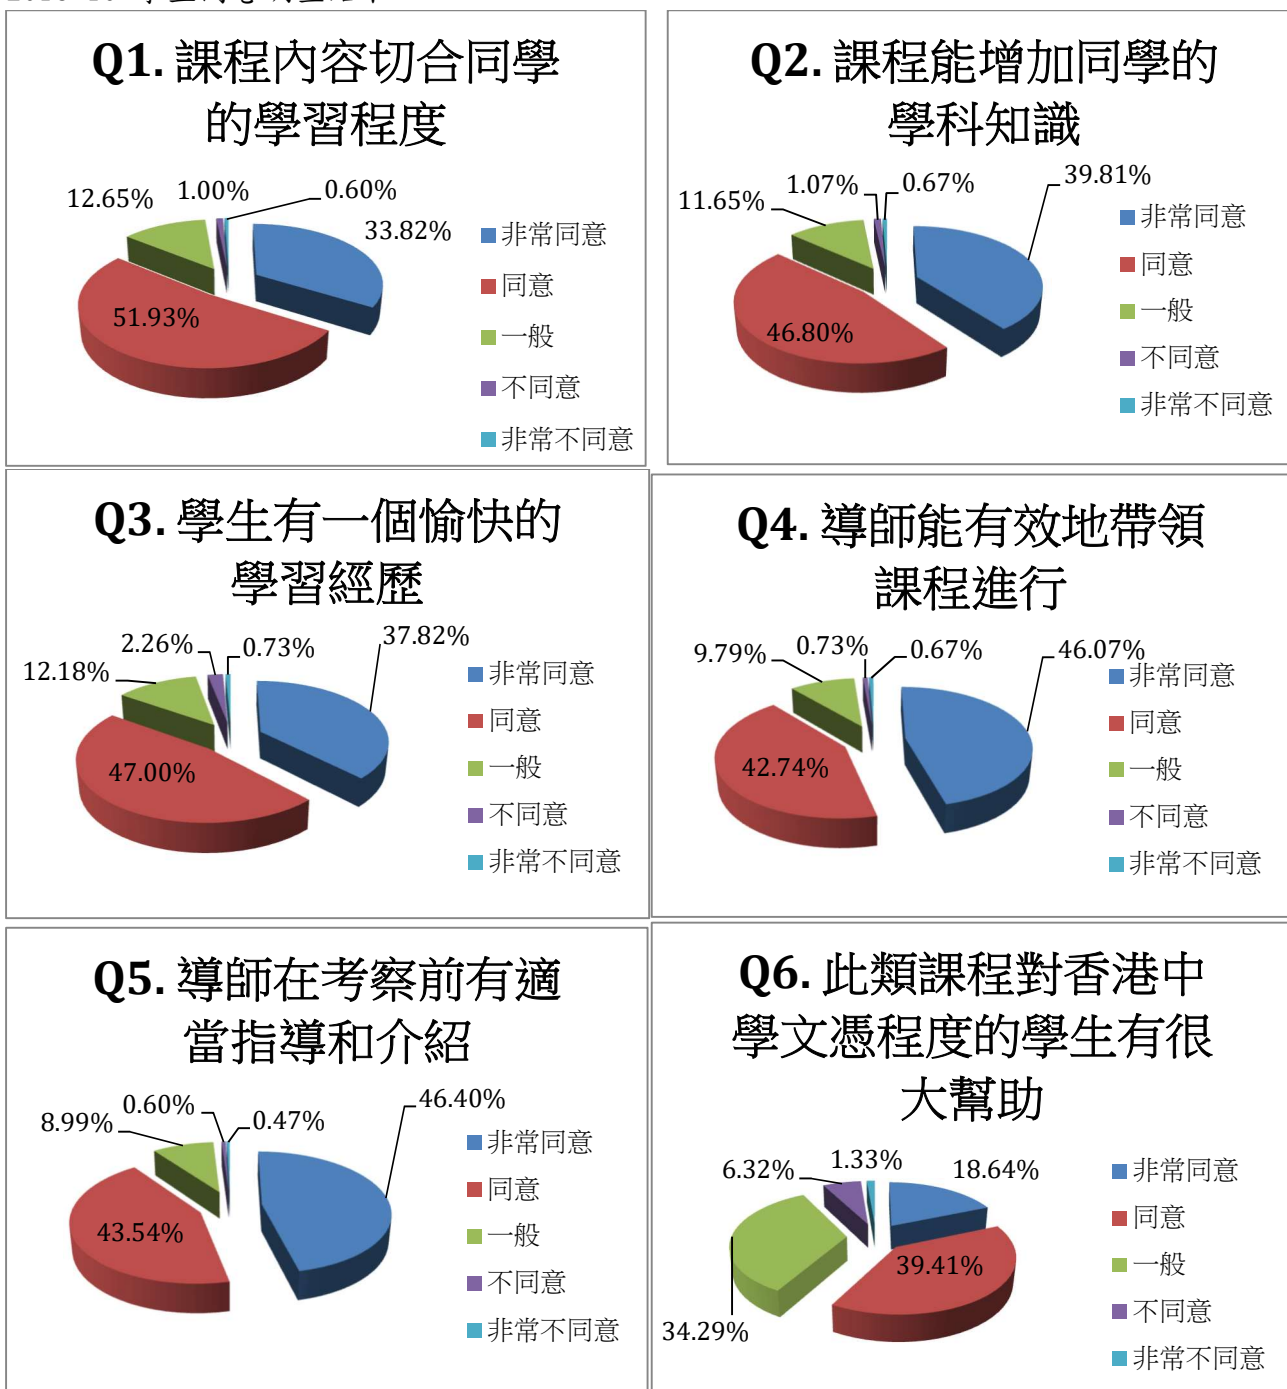 Q1. 課程內容切合同學
的學習程度
12.65%
1.00%
0.60%
33.82%
51.93%
非常同意
同意
一般
不同意
非常不同意
Q2. 課程能增加同學的
學科知識
11.65%
1.07%
0.67%
39.81%
46.80%
非常同意
同意
一般
不同意
非常不同意
Q3. 學生有一個愉快的
學習經歷
12.18%
2.26%
0.73%
37.82%
47.00%
非常同意
同意
一般
不同意
非常不同意
Q4. 導師能有效地帶領
課程進行
9.79%
0.73%
0.67%
46.07%
42.74%
非常同意
同意
一般
不同意
非常不同意
Q5. 導師在考察前有適
當指導和介紹
8.99%
0.60%
0.47%
46.40%
43.54%
非常同意
同意
一般
不同意
非常不同意
Q6. 此類課程對香港中
學文憑程度的學生有很
大幫助
6.32%
1.33%
18.64%
39.41%
34.29%
非常同意
同意
一般
不同意
非常不同意